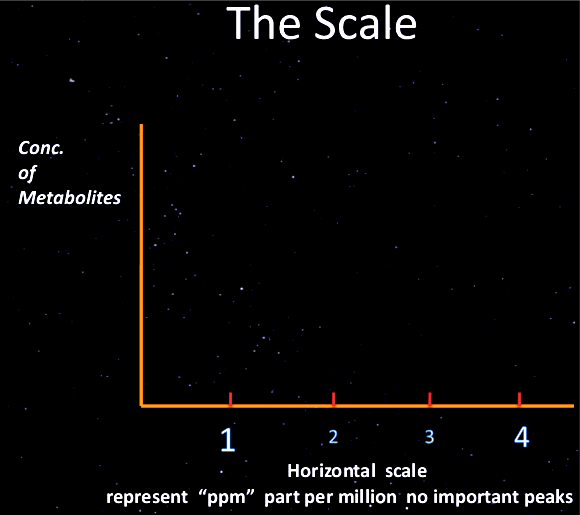 The Scale
Conc.
of
Metabolites
1 2 3 4
Horizontal scale
represent “ppm” part per million no important peaks